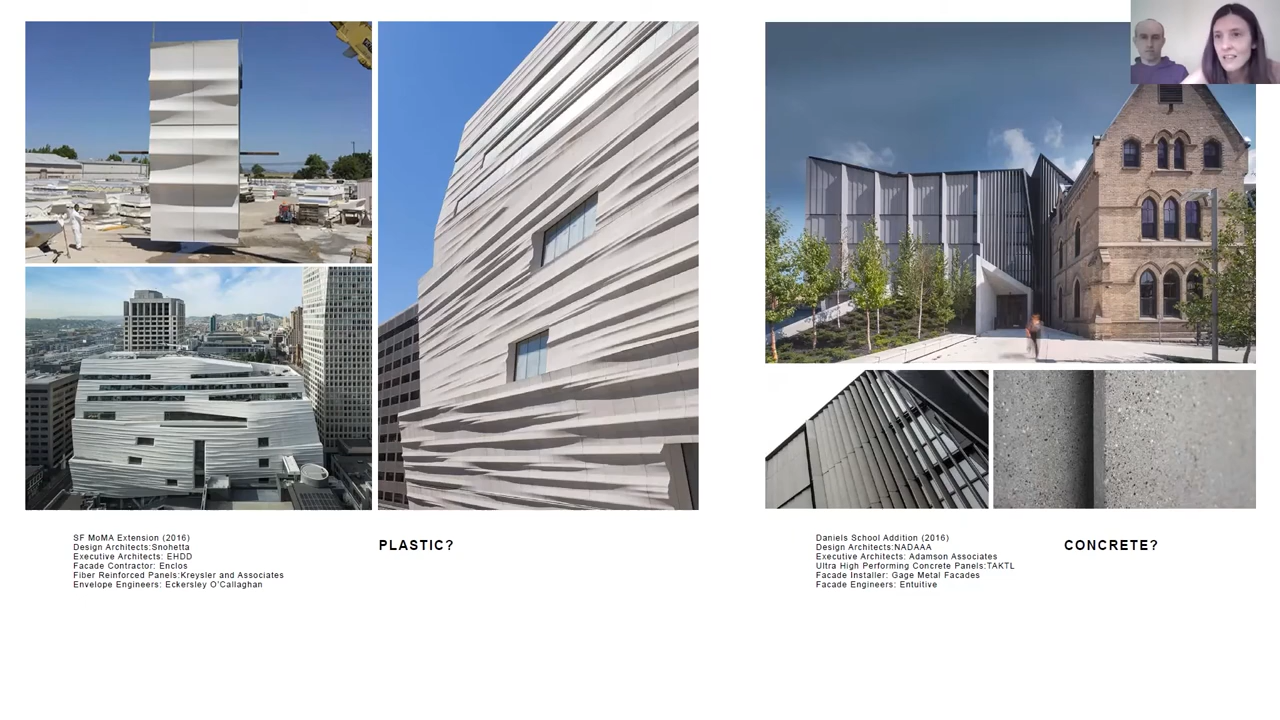 SF MoMA Extension (2016)
Design Architects:Snohetta
Executive Architects: EHDD
Facade Contractor: Enclos
Fiber Reinforced Panels:Kreysler and Associates
Envelope Engineers: Eckersley O'Callaghan
PLASTIC?
Daniels School Addition (2016)
Design Architects:NADAAA
Executive Architects: Adamson Associates
Ultra High Performing Concrete Panels:TAKTL
Facade Installer: Gage Metal Facades
Facade Engineers: Entuitive
CONCRETE?